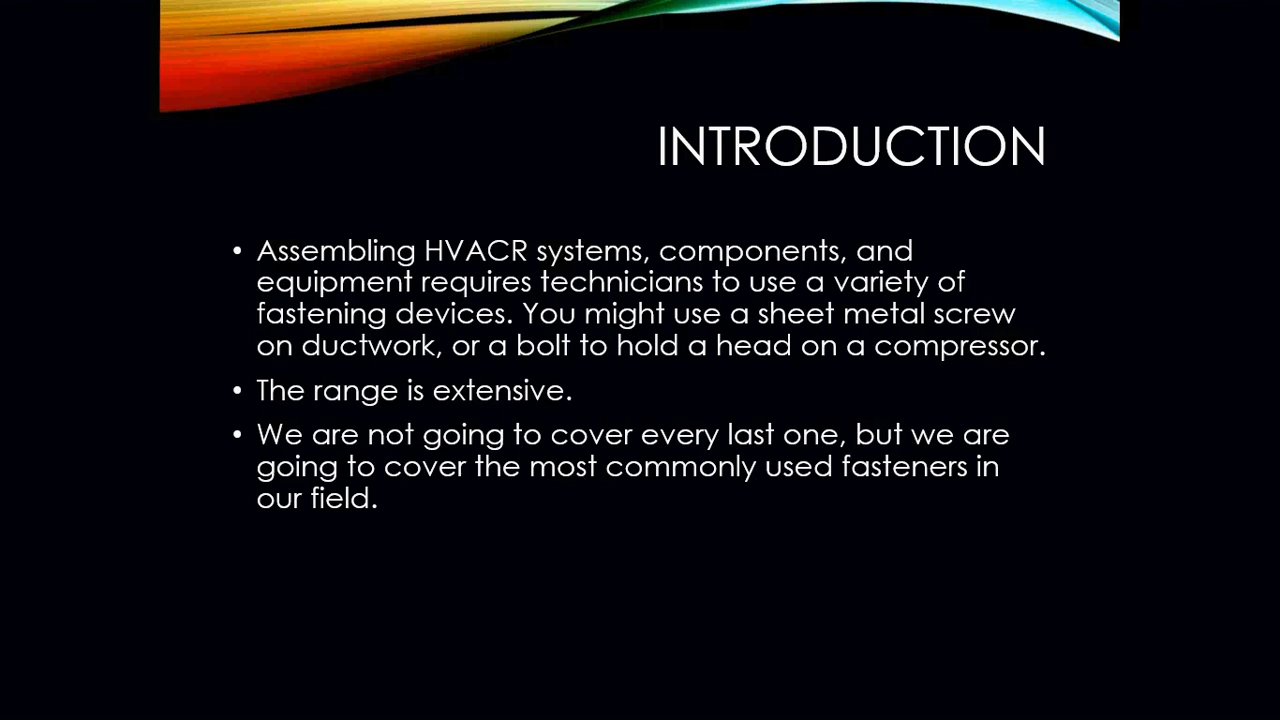 INTRODUCTION
• Assembling HVACR systems, components, and
equipment requires technicians to use a variety of
fastening devices. You might use a sheet metal screw
on ductwork, or a bolt to hold a head on a compressor.
• The range is extensive.
• We are not going to cover every last one, but we are
going to cover the most commonly used fasteners in
our field.